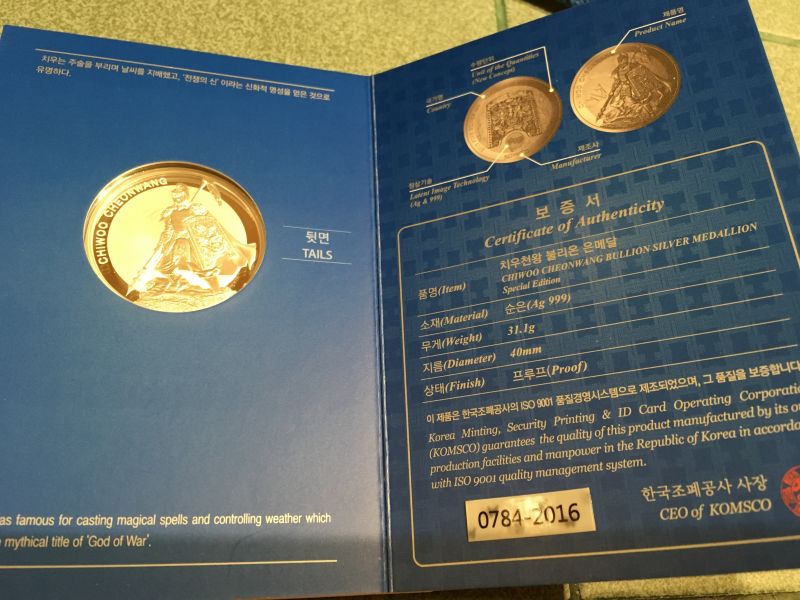 치우는 주술을 부리며 날씨를 지배했고, '전쟁의 신' 이라는 신화적 명성을 얻은 것으로
유명하다.
CHIWOO CHEONWANG
뒷면
TAILS
as famous for casting magical spells and controlling weather which
mythical title of 'God of War'.
제품명
Product Name
수량단위
Unit of the Quantities
(New Concept)
국가명
Country
제조사
Manufacturer
잠상기술
Latent Image Technology
(Ag & 999)
보 증 서
Certificate of Authenticity
품명(Item) 치우천왕 불리온 은메달
CHIWOO CHEONWANG BULLION SILVER MEDALLION
Special Edition
소재(Material) 순은(Ag 999)
무게(Weight) 31.1g
지름(Diameter) 40mm
상태(Finish) 프루프(Proof)
이 제품은 한국조폐공사의 ISO 9001 품질경영시스템으로 제조되었으며, 그 품질을 보증합니다.
Korea Minting, Security Printing & ID Card Operating Corporatio
(KOMSCO) guarantees the quality of this product manufactured by its ow
production facilities and manpower in the Republic of Korea in accorda
with ISO 9001 quality management system.
0784-2016
한국조폐공사 사장
CEO of KOMSCO